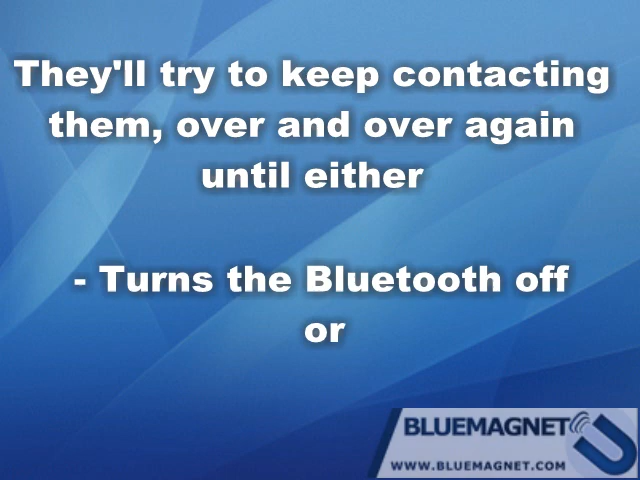 They'll try to keep contacting
them, over and over again
until either
- Turns the Bluetooth off
or
BLUEMAGNET
WWW.BLUEMAGNET.COM